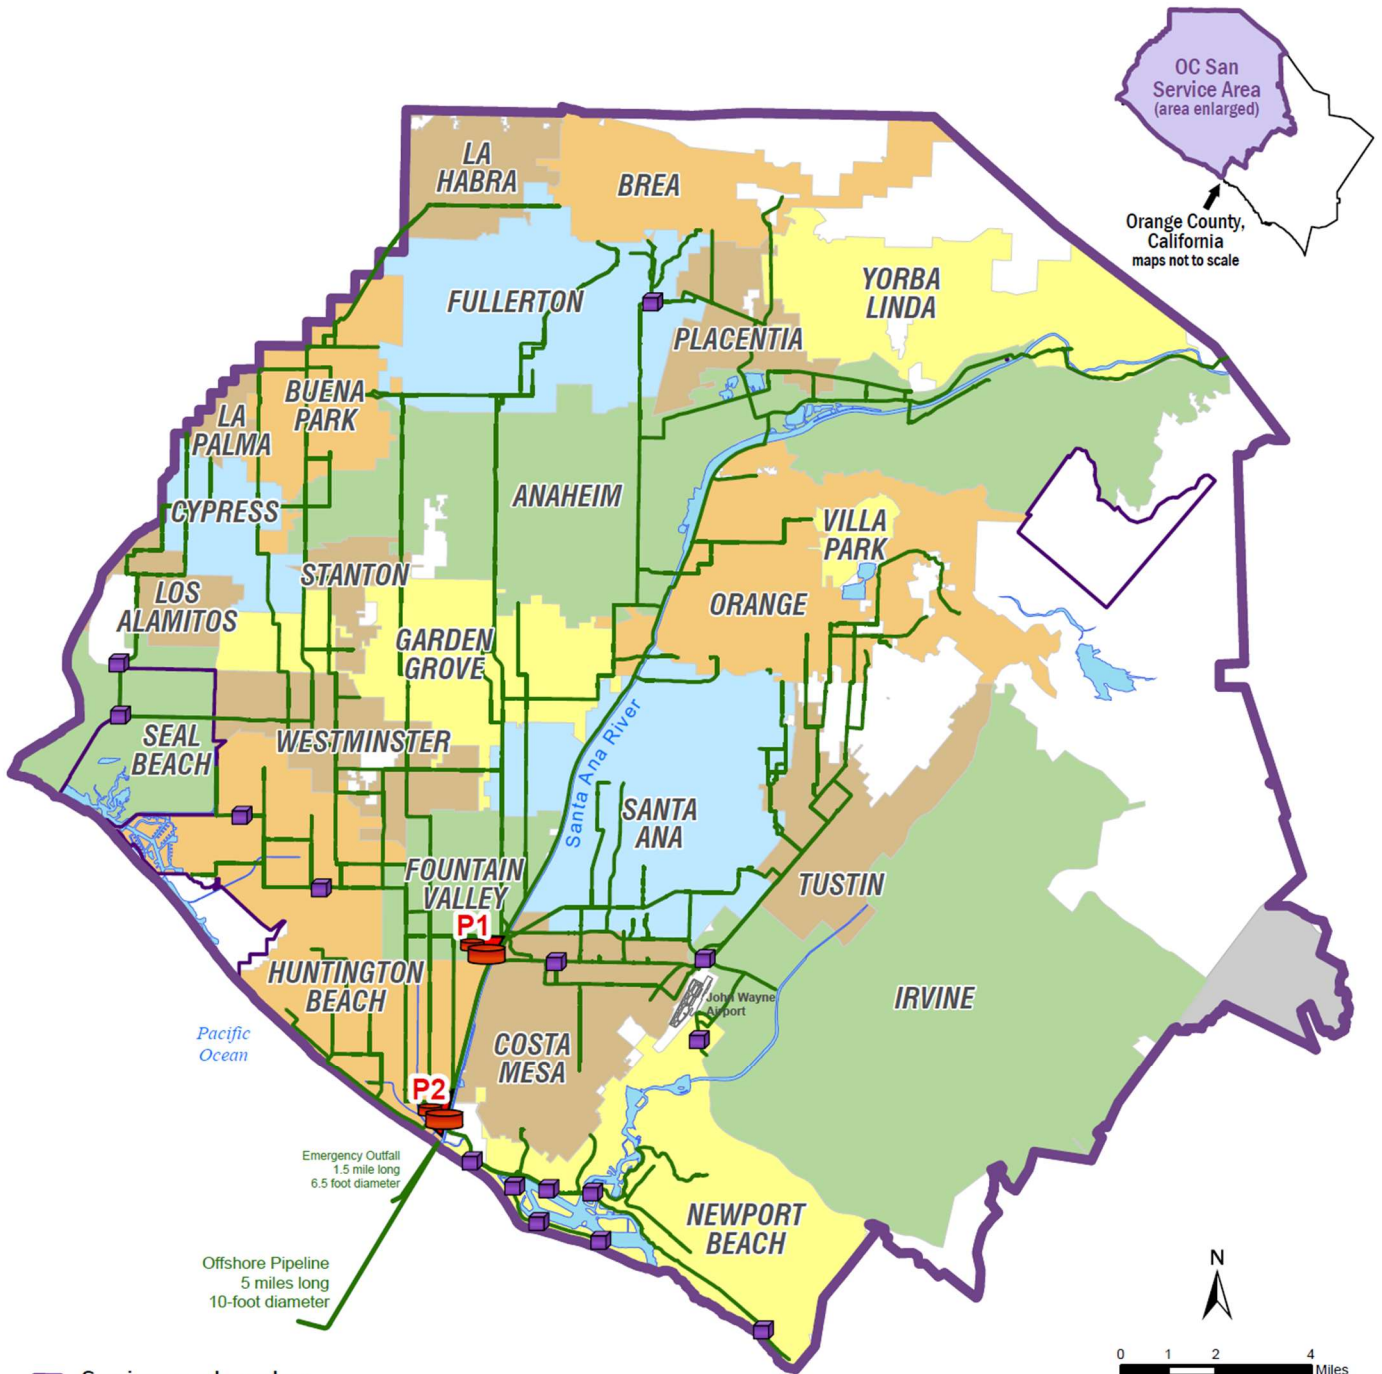 OC San
Service Area
(area enlarged)
Orange County,
California
maps not to scale
LA
HABRA
BREA
YORBA
LINDA
FULLERTON
PLACENTIA
BUENA
PARK
LA
PALMA
CYPRESS
ANAHEIM
VILLA
PARK
STANTON
LOS
ALAMITOS
ORANGE
GARDEN
GROVE
SEAL
BEACH
WESTMINSTER
Santa Ana River
SANTA
ANA
FOUNTAIN
VALLEY
TUSTIN
P1
HUNTINGTON
BEACH
IRVINE
John Wayne
Airport
Pacific
Ocean
COSTA
MESA
P2
Emergency Outfall
1.5 mile long
6.5 foot diameter
NEWPORT
BEACH
Offshore Pipeline
5 miles long
10-foot diameter
N
0 1 2 4
Miles